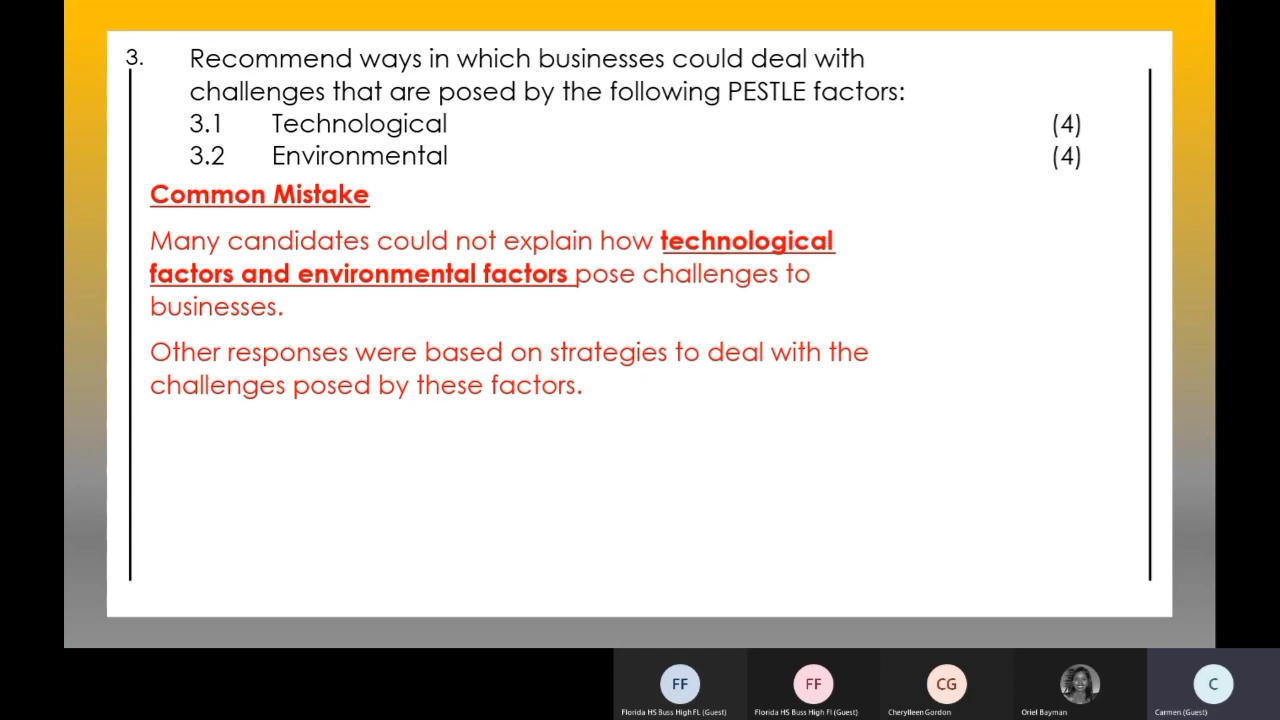 3. Recommend ways in which businesses could deal with
challenges that are posed by the following PESTLE factors:
3.1 Technological (4)
3.2 Environmental (4)
Common Mistake
Many candidates could not explain how technological
factors and environmental factors pose challenges to
businesses.
Other responses were based on strategies to deal with the
challenges posed by these factors.
FF FF CG C
Florida HS Buss High FL (Guest) Florida HS Buss High Fl (Guest) Cherylleen Gordon Oriel Bayman Carmen (Guest)